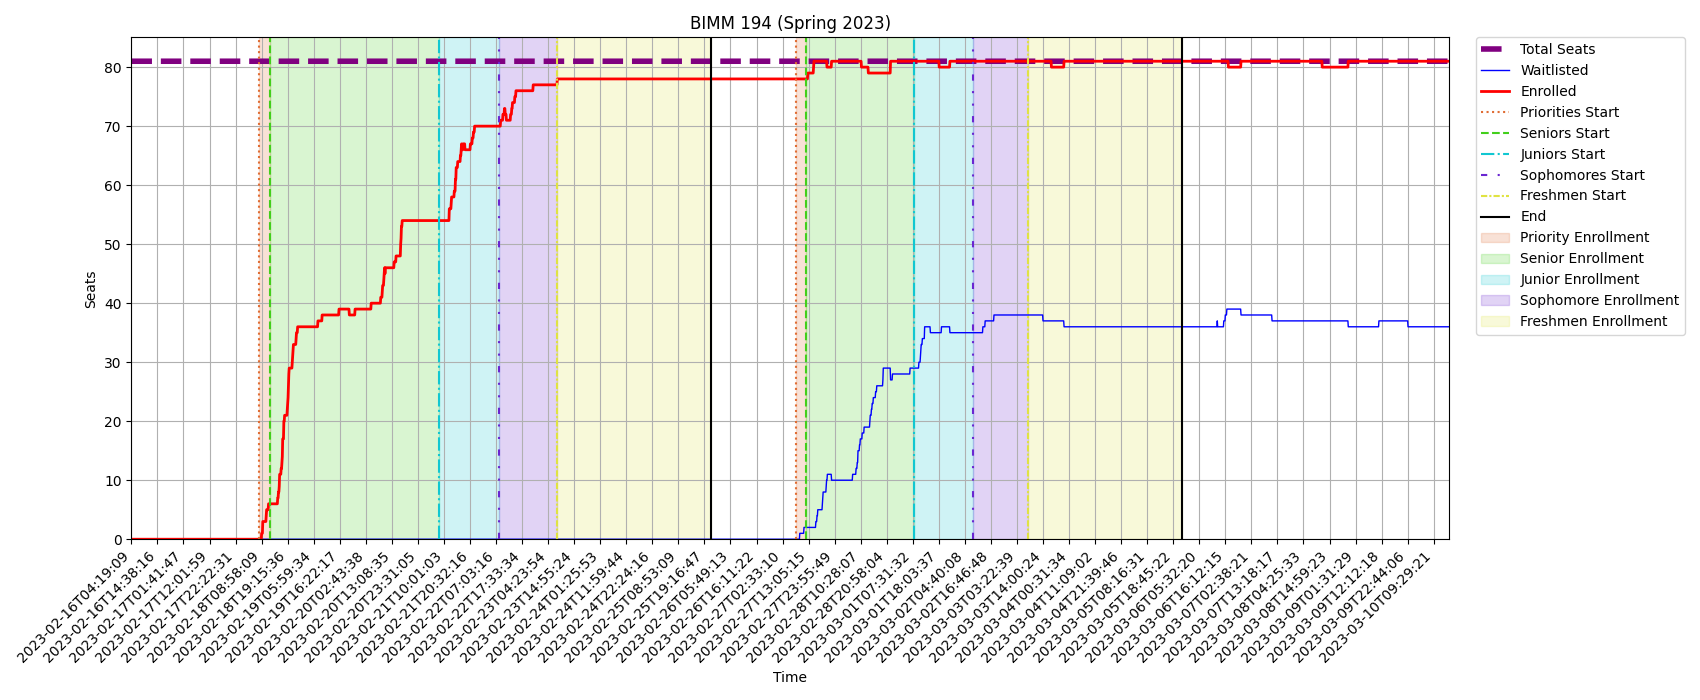 BIMM 194 (Spring 2023)
Seats
80
70
60
50
40
30
20
10
0
2023-02-16T04:19:09
2023-02-16T14:38:16
2023-02-17T01:41:47
2023-02-17T12:01:59
2023-02-17T22:22:31
2023-02-18T08:58:09
2023-02-18T19:15:36
2023-02-19T05:59:34
2023-02-19T16:22:17
2023-02-20T02:43:38
2023-02-20T13:08:35
2023-02-20T23:31:05
2023-02-21T10:01:03
2023-02-21T20:32:16
2023-02-22T07:03:16
2023-02-22T17:33:34
2023-02-23T04:23:54
2023-02-23T14:55:24
2023-02-24T01:25:53
2023-02-24T11:59:44
2023-02-24T22:24:16
2023-02-25T08:53:09
2023-02-25T19:16:47
2023-02-26T05:49:13
2023-02-26T16:11:22
2023-02-27T02:33:10
2023-02-27T13:05:15
2023-02-27T23:55:49
2023-02-28T10:28:07
2023-02-28T20:58:04
2023-03-01T07:31:32
2023-03-01T18:03:37
2023-03-02T04:40:08
2023-03-02T16:46:48
2023-03-03T03:22:39
2023-03-03T14:00:24
2023-03-04T00:31:34
2023-03-04T11:09:02
2023-03-04T21:39:46
2023-03-05T08:16:31
2023-03-05T18:45:22
2023-03-06T05:32:20
2023-03-06T16:12:15
2023-03-07T02:38:21
2023-03-07T13:18:17
2023-03-08T04:25:33
2023-03-08T14:59:23
2023-03-09T01:31:29
2023-03-09T12:12:18
2023-03-09T22:44:06
2023-03-10T09:29:21
Time
Total Seats
Waitlisted
Enrolled
Priorities Start
Seniors Start
Juniors Start
Sophomores Start
Freshmen Start
End
Priority Enrollment
Senior Enrollment
Junior Enrollment
Sophomore Enrollment
Freshmen Enrollment